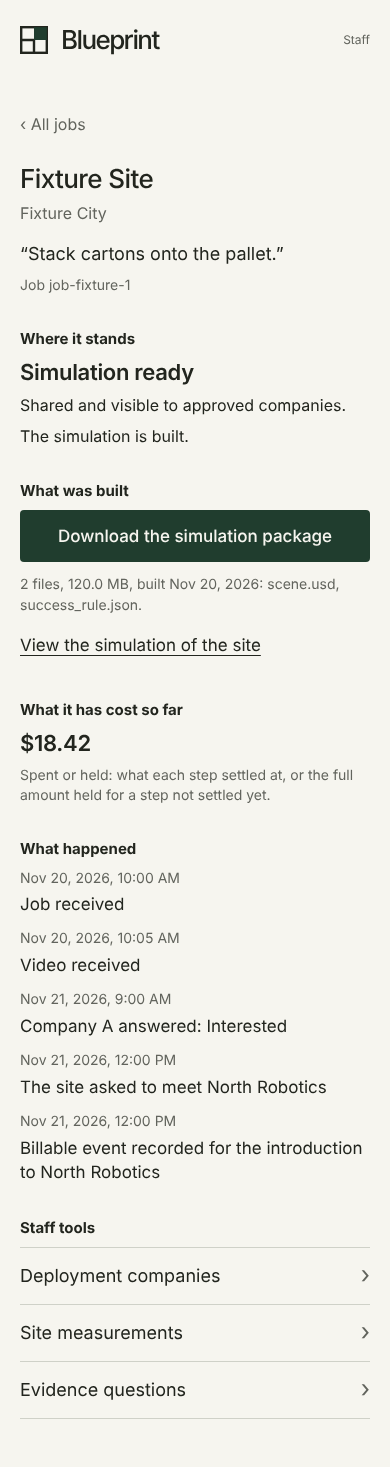 Blueprint
Staff
‹ All jobs
Fixture Site
Fixture City
“Stack cartons onto the pallet.”
Job job-fixture-1
Where it stands
Simulation ready
Shared and visible to approved companies.
The simulation is built.
What was built
Download the simulation package
2 files, 120.0 MB, built Nov 20, 2026: scene.usd,
success_rule.json.
View the simulation of the site
What it has cost so far
$18.42
Spent or held: what each step settled at, or the full
amount held for a step not settled yet.
What happened
Nov 20, 2026, 10:00 AM
Job received
Nov 20, 2026, 10:05 AM
Video received
Nov 21, 2026, 9:00 AM
Company A answered: Interested
Nov 21, 2026, 12:00 PM
The site asked to meet North Robotics
Nov 21, 2026, 12:00 PM
Billable event recorded for the introduction
to North Robotics
Staff tools
Deployment companies ›
Site measurements ›
Evidence questions ›